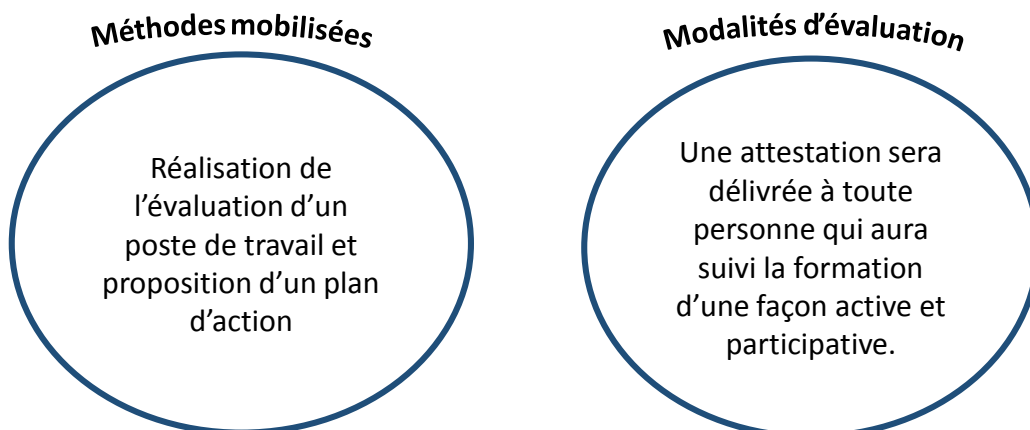 Méthodes mobilisées
Réalisation de
l’évaluation d’un
poste de travail et
proposition d’un plan
d’action
Modalités d’évaluation
Une attestation sera
délivrée à toute
personne qui aura
suivi la formation
d’une façon active et
participative.